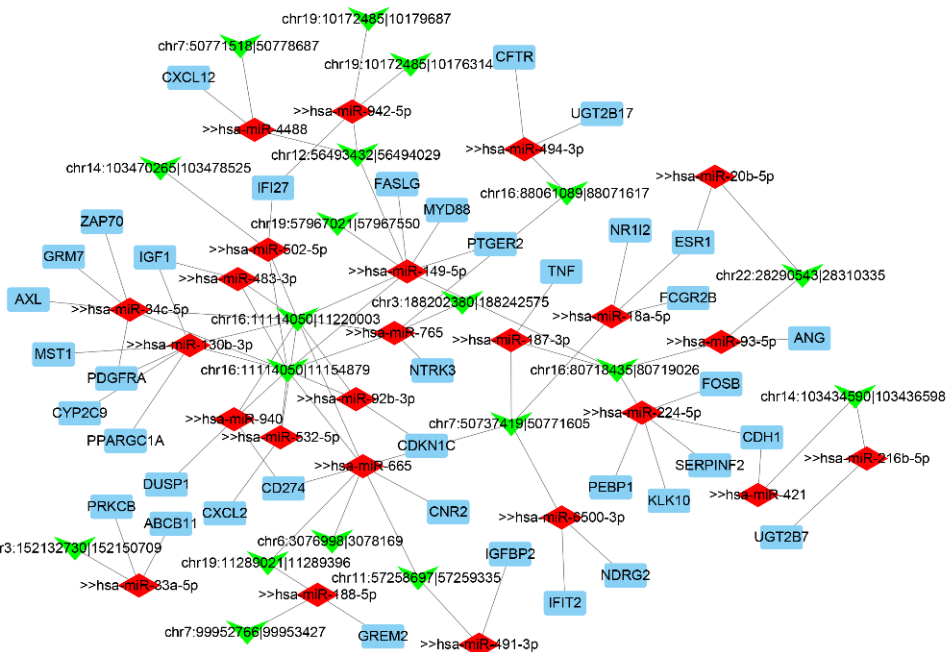 chr19:10172485|10179687
chr7:50771518|50778687
CFTR
chr19:10172485|10176314
CXCL12
>>hsa-miR-942-5p
UGT2B17
>>hsa-miR-4488
>>hsa-miR-494-3p
chr12:56493432|56494029
chr14:103470265|103478525
>>hsa-miR-20b-5p
IFI27
FASLG
chr16:88061089|88071617
MYD88
chr19:57967021|57967550
ZAP70
NR1I2
ESR1
PTGER2
>>hsa-miR-502-5p
GRM7
IGF1
TNF
>>hsa-miR-149-5p
chr22:28290543|28310335
>>hsa-miR-483-3p
AXL
FCGR2B
chr3:188202380|188242575
>>hsa-miR-34c-5p
chr16:11114050|11220003
>>hsa-miR-18a-5p
>>hsa-miR-765
>>hsa-miR-187-3p
>>hsa-miR-93-5p
ANG
>>hsa-miR-130b-3p
MST1
NTRK3
chr16:80718435|80719026
chr16:11114050|11154879
PDGFRA
FOSB
chr14:103434590|103436598
>>hsa-miR-92b-3p
CYP2C9
>>hsa-miR-224-5p
>>hsa-miR-940
chr7:50737419|50771605
PPARGC1A
>>hsa-miR-532-5p
CDKN1C
CDH1
>>hsa-miR-665
SERPINF2
>>hsa-miR-216b-5p
DUSP1
CD274
PEBP1
>>hsa-miR-421
KLK10
PRKCB
CXCL2
CNR2
ABCB11
>>hsa-miR-6500-3p
UGT2B7
chr6:3076998|3078169
r3:152132730|152150709
IGFBP2
chr19:11289021|11289396
chr11:57258697|57259335
NDRG2
>>hsa-miR-33a-5p
>>hsa-miR-188-5p
IFIT2
chr7:99952766|99953427
GREM2
>>hsa-miR-491-3p